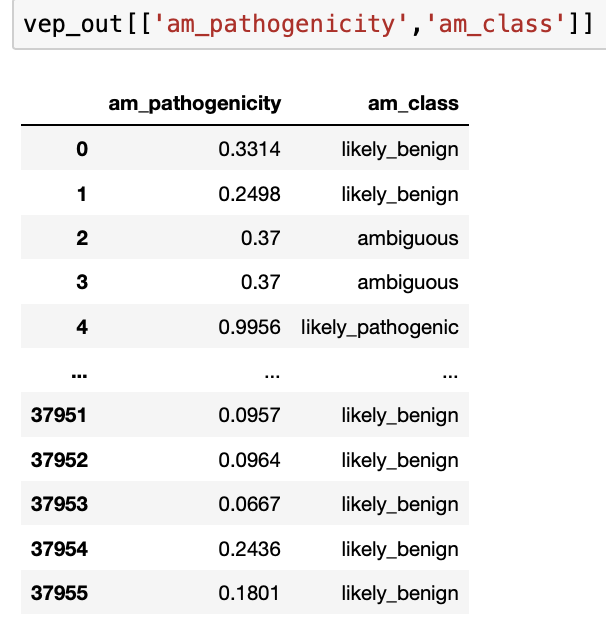 vep_out[['am_pathogenicity','am_class']]
am_pathogenicity am_class
0 0.3314 likely_benign
1 0.2498 likely_benign
2 0.37 ambiguous
3 0.37 ambiguous
4 0.9956 likely_pathogenic
... ... ...
37951 0.0957 likely_benign
37952 0.0964 likely_benign
37953 0.0667 likely_benign
37954 0.2436 likely_benign
37955 0.1801 likely_benign